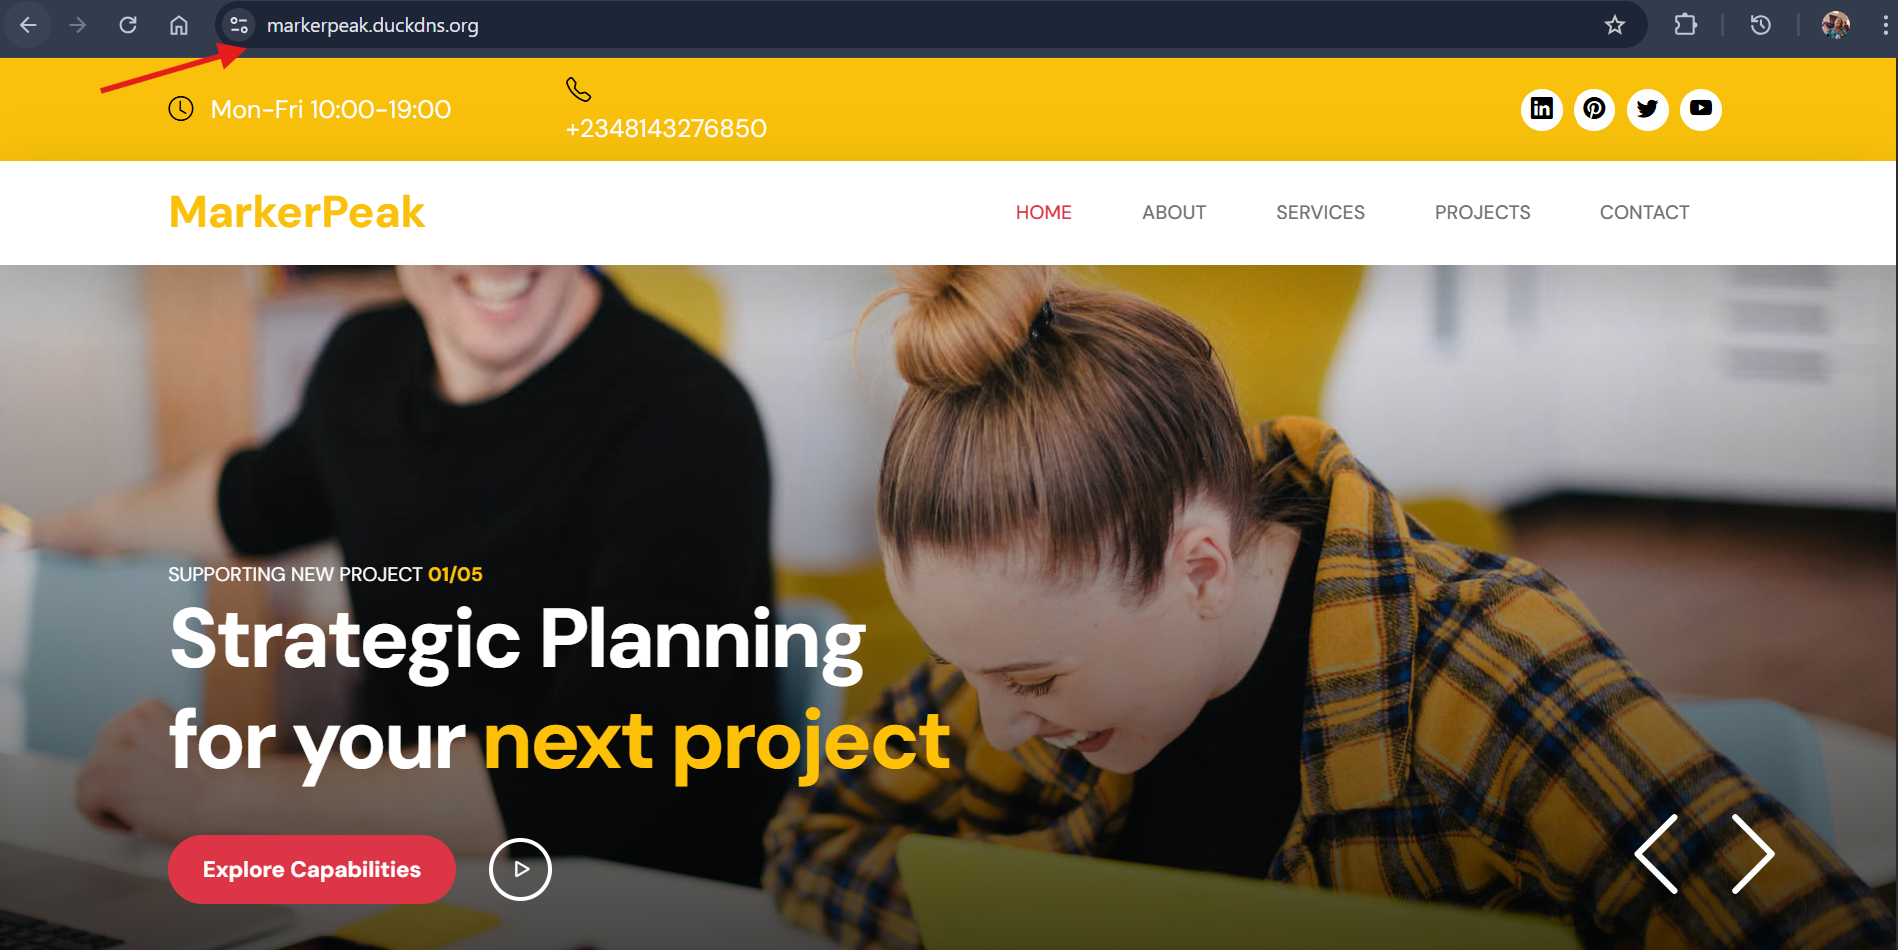 markerpeak.duckdns.org
Mon-Fri 10:00-19:00
+2348143276850
MarkerPeak
HOME
ABOUT
SERVICES
PROJECTS
CONTACT
SUPPORTING NEW PROJECT 01/05
Strategic Planning
for your next project
Explore Capabilities